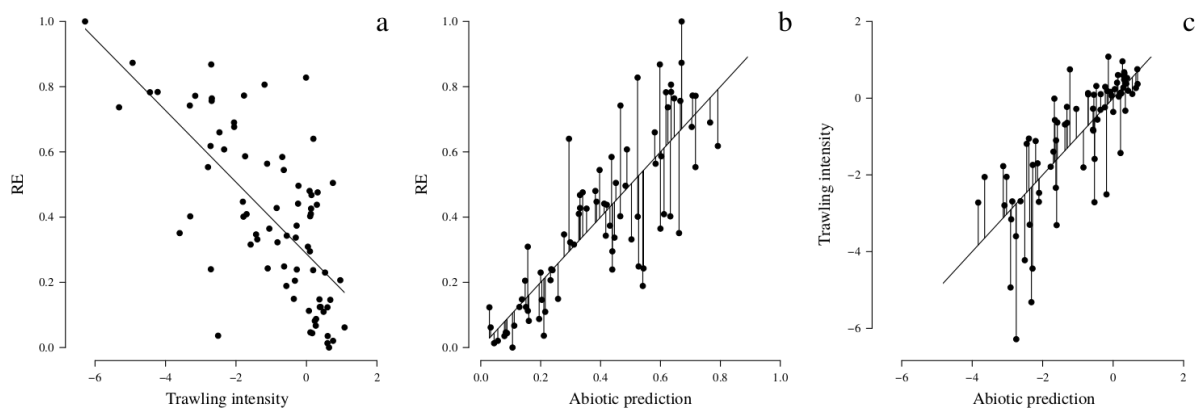 a
1.0
0.8
0.6
0.4
0.2
0.0
RE
−6 −4 −2 0 2
Trawling intensity
b
1.0
0.8
0.6
0.4
0.2
0.0
RE
0.0 0.2 0.4 0.6 0.8 1.0
Abiotic prediction
c
2
0
−2
−4
−6
Trawling intensity
−6 −4 −2 0 2
Abiotic prediction